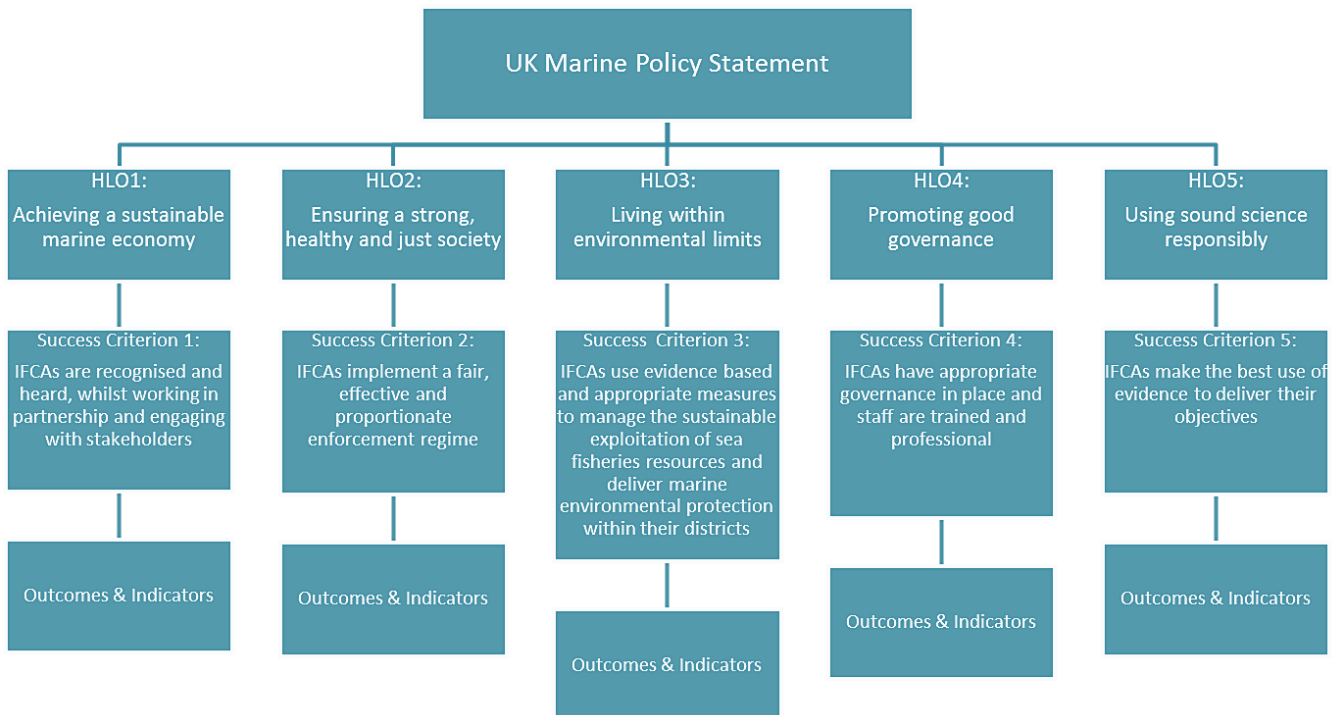 UK Marine Policy Statement
HLO1:
Achieving a sustainable
marine economy
HLO2:
Ensuring a strong,
healthy and just society
HLO3:
Living within
environmental limits
HLO4:
Promoting good
governance
HLO5:
Using sound science
responsibly
Success Criterion 1:
IFCAs are recognised and
heard, whilst working in
partnership and engaging
with stakeholders
Success Criterion 2:
IFCAs implement a fair,
effective and
proportionate
enforcement regime
Success Criterion 3:
IFCAs use evidence based
and appropriate measures
to manage the sustainable
exploitation of sea
fisheries resources and
deliver marine
environmental protection
within their districts
Success Criterion 4:
IFCAs have appropriate
governance in place and
staff are trained and
professional
Success Criterion 5:
IFCAs make the best use of
evidence to deliver their
objectives
Outcomes & Indicators
Outcomes & Indicators
Outcomes & Indicators
Outcomes & Indicators
Outcomes & Indicators